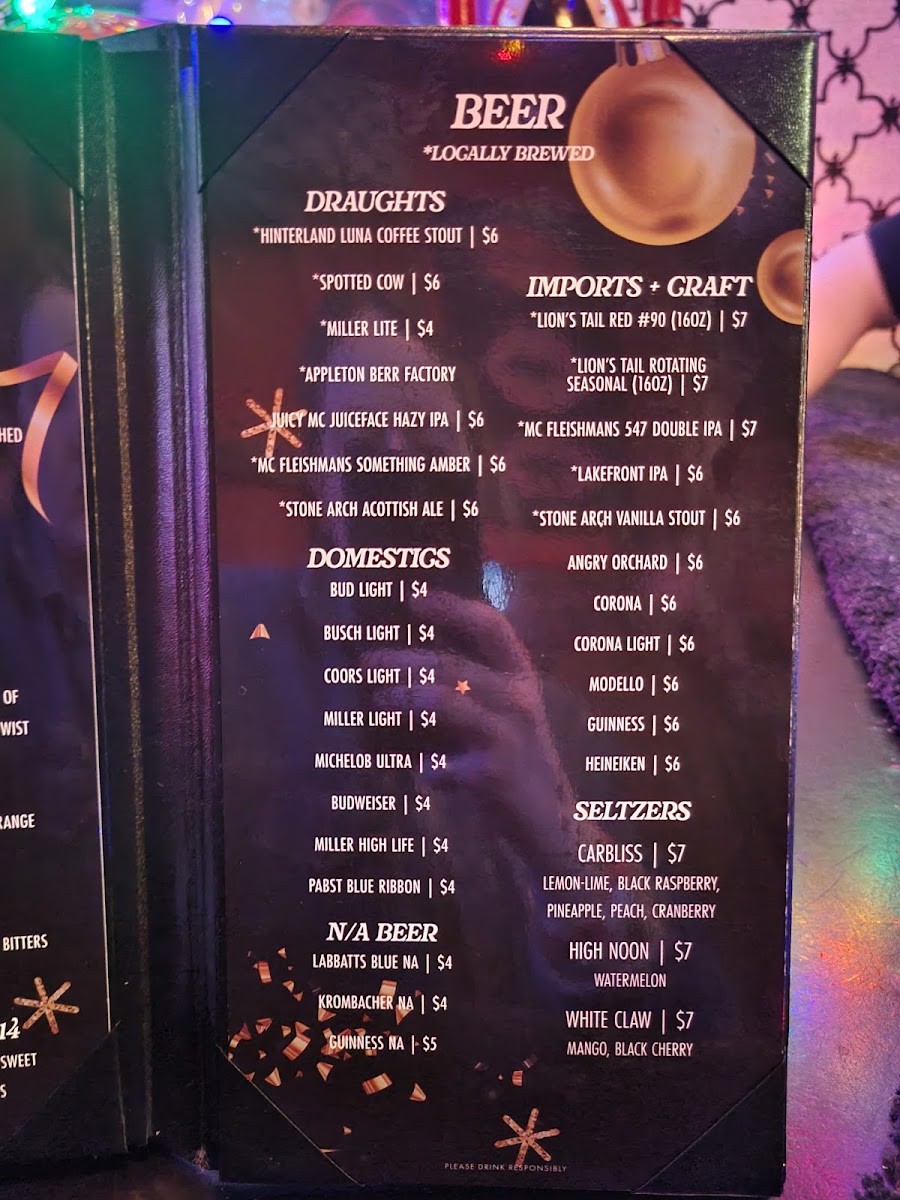 HED
OF
WIST
RANGE
BITTERS
14
SWEET
S
BEER
*LOCALLY BREWED
DRAUGHTS
*HINTERLAND LUNA COFFEE STOUT | $6
*SPOTTED COW | $6
*MILLER LITE | $4
*APPLETON BERR FACTORY
JUICY MC JUICEFACE HAZY IPA | $6
*MC FLEISHMANS SOMETHING AMBER | $6
*STONE ARCH ACOTTISH ALE | $6
DOMESTICS
BUD LIGHT | $4
BUSCH LIGHT | $4
COORS LIGHT | $4
MILLER LIGHT | $4
MICHELOB ULTRA | $4
BUDWEISER | $4
MILLER HIGH LIFE | $4
PABST BLUE RIBBON | $4
N/A BEER
LABBATTS BLUE NA | $4
KROMBACHER NA | $4
GUINNESS NA | $5
IMPORTS + CRAFT
*LION'S TAIL RED #90 (16OZ) | $7
*LION'S TAIL ROTATING
SEASONAL (16OZ) | $7
*MC FLEISHMANS 547 DOUBLE IPA | $7
*LAKEFRONT IPA | $6
*STONE ARCH VANILLA STOUT | $6
ANGRY ORCHARD | $6
CORONA | $6
CORONA LIGHT | $6
MODELLO | $6
GUINNESS | $6
HEINEIKEN | $6
SELTZERS
CARBLISS | $7
LEMON-LIME, BLACK RASPBERRY,
PINEAPPLE, PEACH, CRANBERRY
HIGH NOON | $7
WATERMELON
WHITE CLAW | $7
MANGO, BLACK CHERRY
PLEASE DRINK RESPONSIBLY